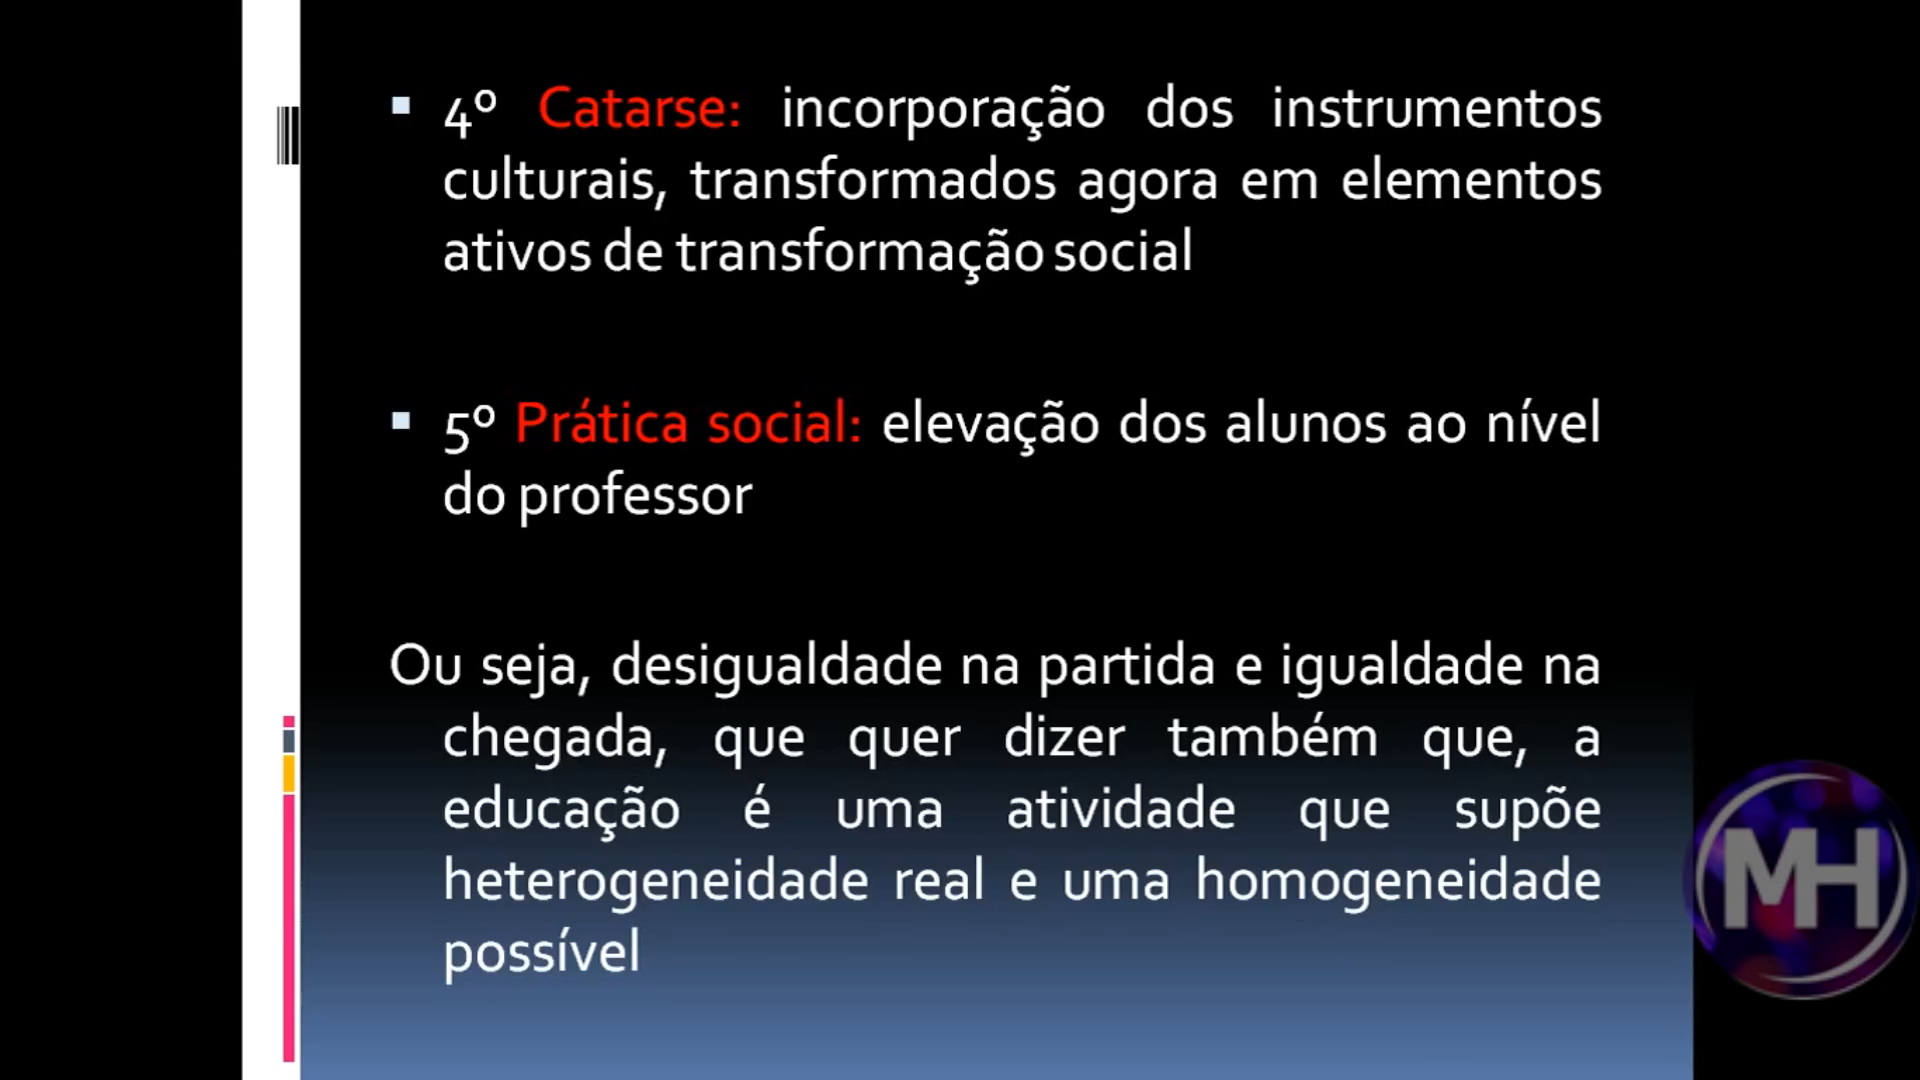 4º Catarse: incorporação dos instrumentos
culturais, transformados agora em elementos
ativos de transformação social
5º Prática social: elevação dos alunos ao nível
do professor
Ou seja, desigualdade na partida e igualdade na
chegada, que quer dizer também que, a
educação é uma atividade que supõe
heterogeneidade real e uma homogeneidade
possível
MH